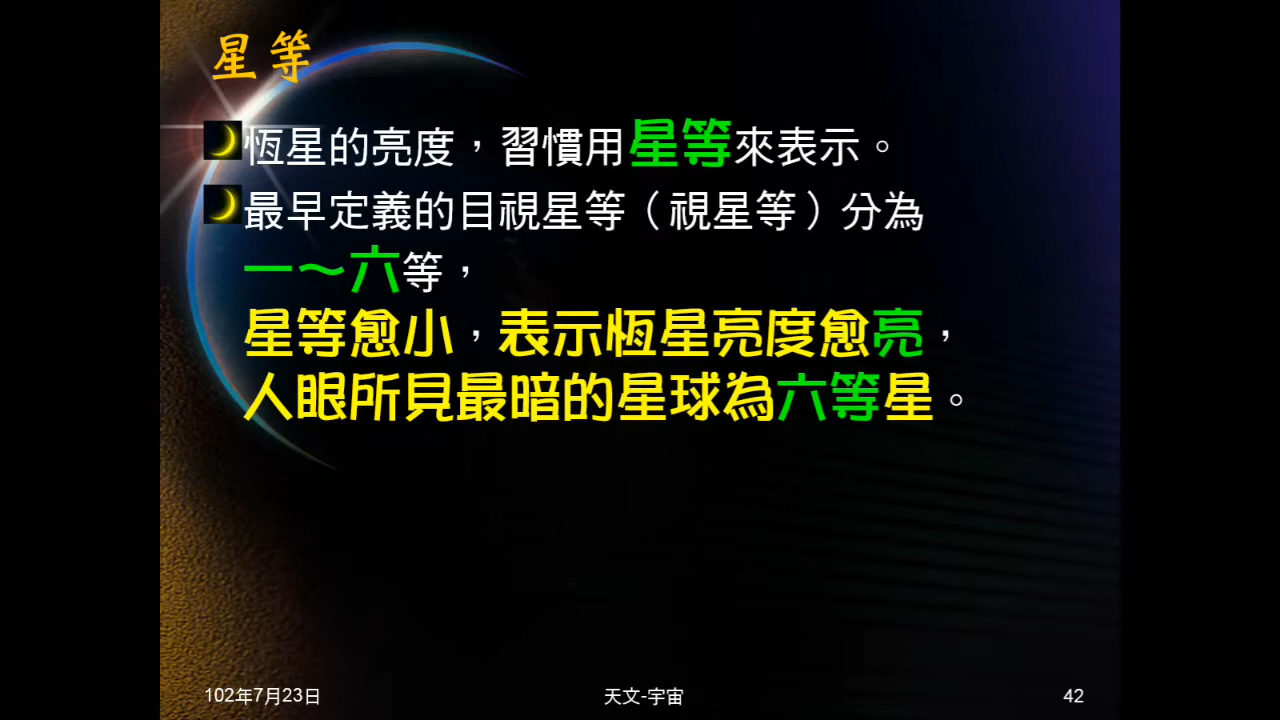 星等
恆星的亮度，習慣用星等來表示。
最早定義的目視星等（視星等）分為
一～六等，
星等愈小，表示恆星亮度愈亮，
人眼所見最暗的星球為六等星。
102年7月23日
天文-宇宙
42